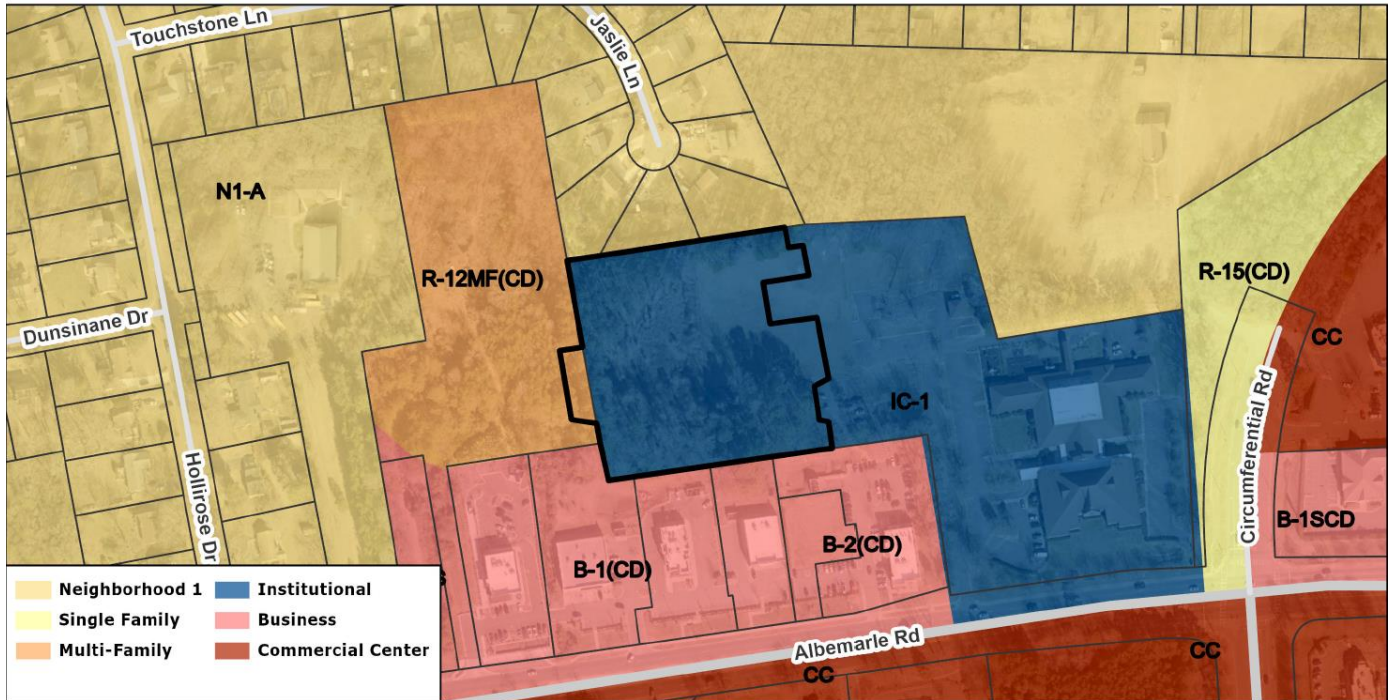 Touchstone Ln
Jaslie Ln
N1-A
R-12MF(CD)
R-15(CD)
Dunsinane Dr
CC
IC-1
Circumferential Rd
Hollirose Dr
B-1SCD
B-2(CD)
B-1(CD)
Neighborhood 1
Institutional
Single Family
Business
Multi-Family
Commercial Center
Albemarle Rd
CC
CC